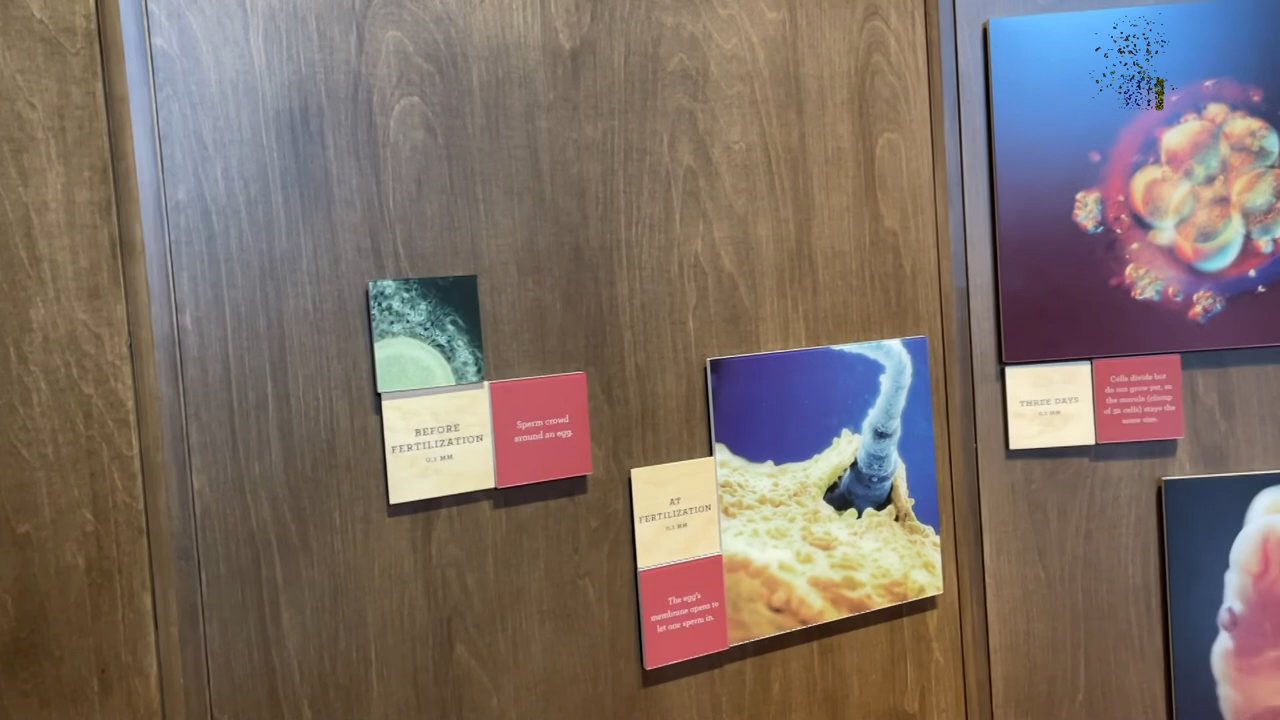 BEFORE
FERTILIZATION
0.1 MM
Sperm crowd
around an egg.
AT
FERTILIZATION
0.1 MM
The egg's
membrane opens to
let one sperm in.
THREE DAYS
0.1 MM
Cells divide but
do not grow yet, so
the morula (clump
of 32 cells) stays the
same size.